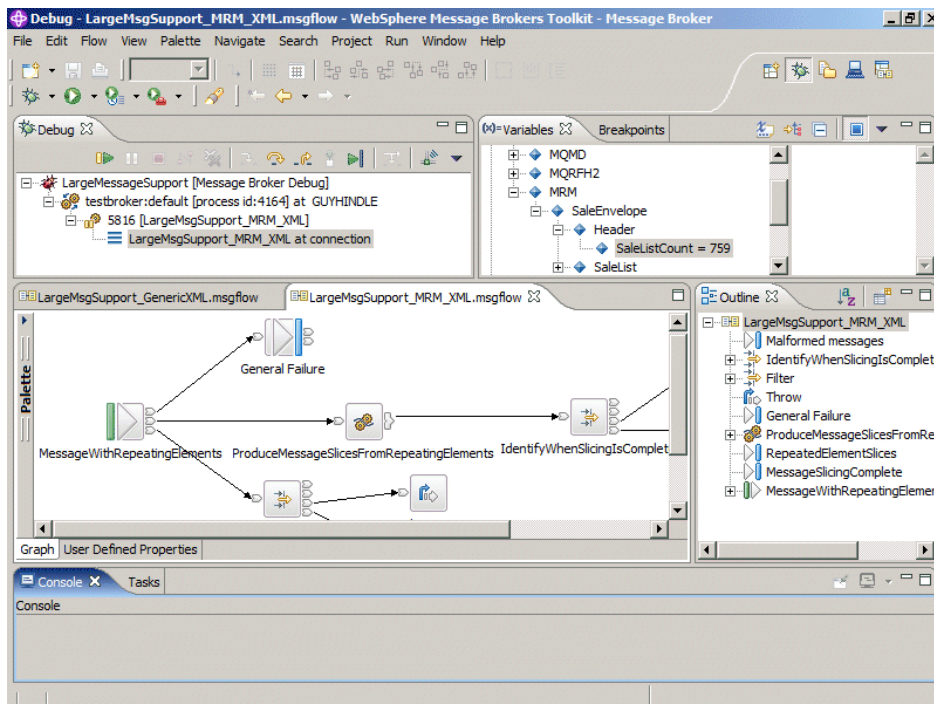 Debug - LargeMsgSupport_MRM_XML.msgflow - WebSphere Message Brokers Toolkit - Message Broker
File Edit Flow View Palette Navigate Search Project Run Window Help
Debug
LargeMessageSupport [Message Broker Debug]
testbroker:default [process id:4164] at GUYHINDLE
5816 [LargeMsgSupport_MRM_XML]
LargeMsgSupport_MRM_XML at connection
(x)= Variables Breakpoints
MQMD
MQRFH2
MRM
SaleEnvelope
Header
SaleListCount = 759
SaleList
LargeMsgSupport_GenericXML.msgflow LargeMsgSupport_MRM_XML.msgflow
Palette
General Failure
MessageWithRepeatingElements ProduceMessageSlicesFromRepeatingElements IdentifyWhenSlicingIsComplet
Graph User Defined Properties
Outline
LargeMsgSupport_MRM_XML
Malformed messages
IdentifyWhenSlicingIsComplet
Filter
Throw
General Failure
ProduceMessageSlicesFromRe
RepeatedElementSlices
MessageSlicingComplete
MessageWithRepeatingElemer
Console Tasks
Console